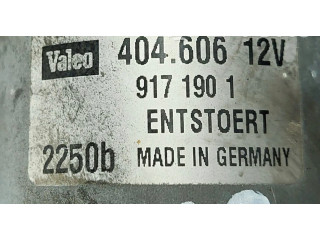 Valeo 404.606 12V
917 190 1
ENTSTOERT
2250b MADE IN GERMANY